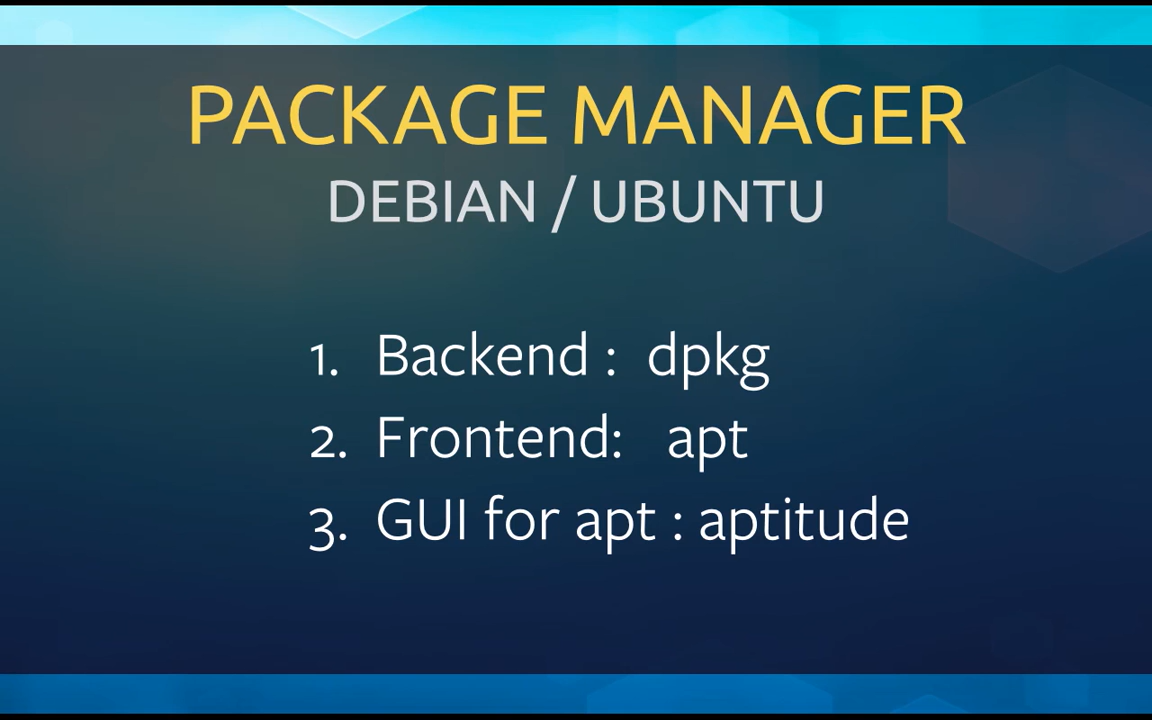 PACKAGE MANAGER
DEBIAN / UBUNTU
1. Backend : dpkg
2. Frontend: apt
3. GUI for apt : aptitude